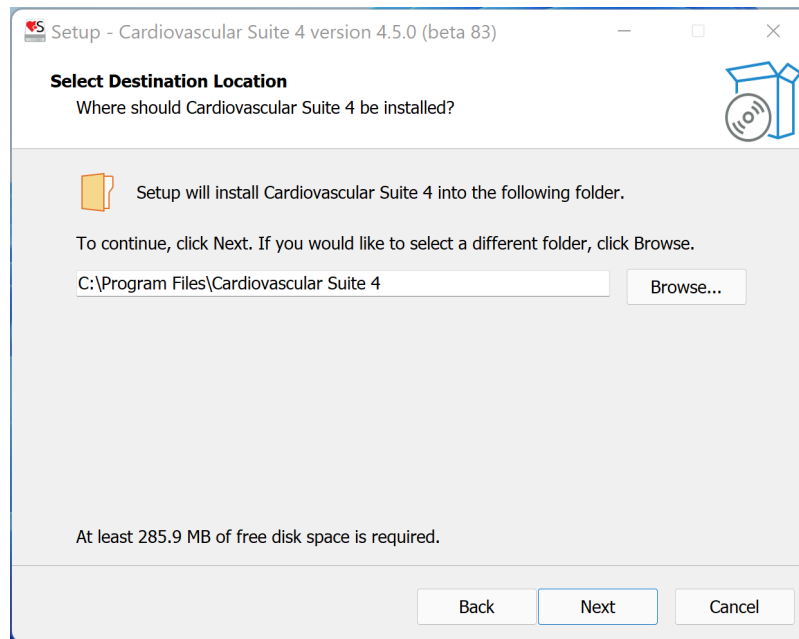 Setup - Cardiovascular Suite 4 version 4.5.0 (beta 83)
Select Destination Location
Where should Cardiovascular Suite 4 be installed?
Setup will install Cardiovascular Suite 4 into the following folder.
To continue, click Next. If you would like to select a different folder, click Browse.
C:\Program Files\Cardiovascular Suite 4
Browse...
At least 285.9 MB of free disk space is required.
Back
Next
Cancel